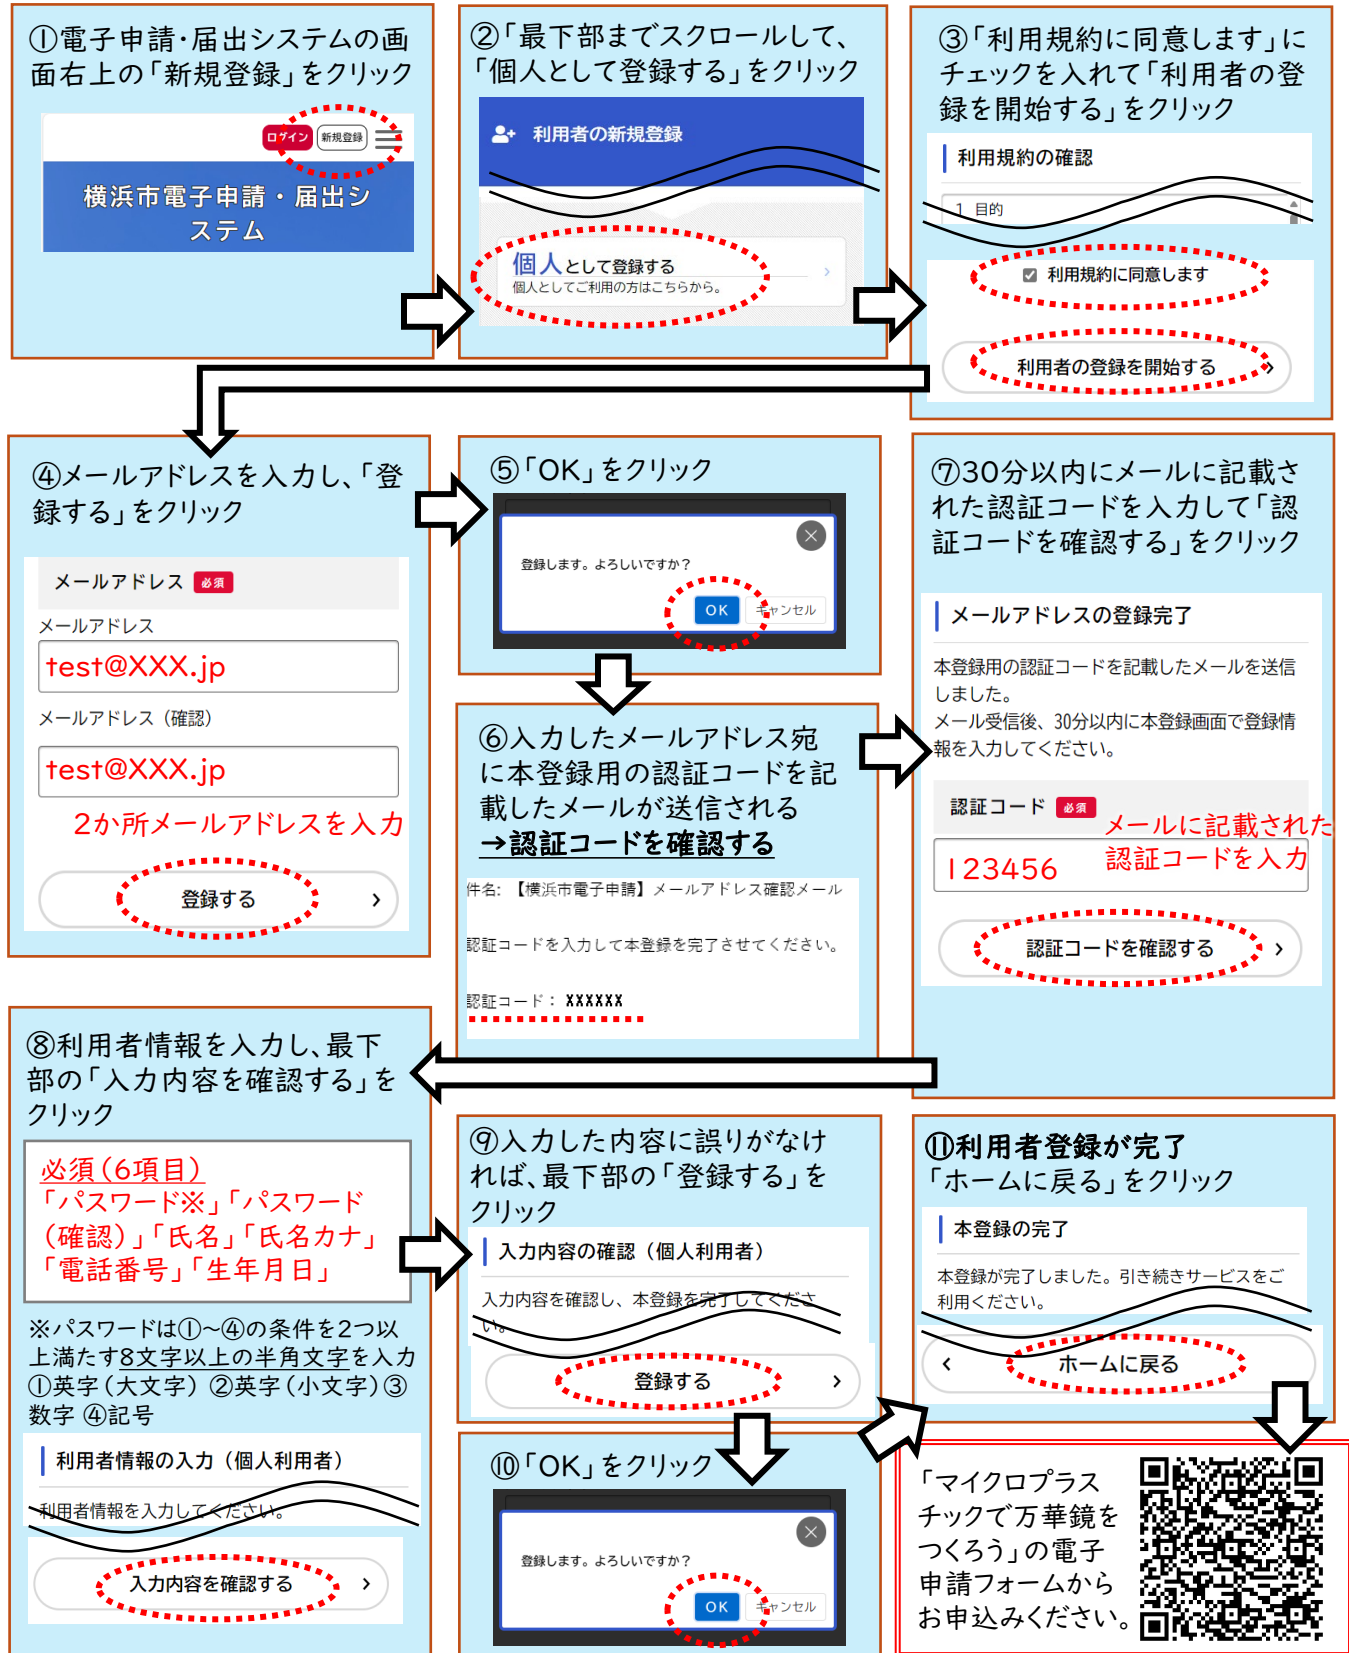 ①電子申請・届出システムの画
面右上の「新規登録」をクリック
ログイン 新規登録
横浜市電子申請・届出シ
ステム
②「最下部までスクロールして、
「個人として登録する」をクリック
利用者の新規登録
個人として登録する
個人としてご利用の方はこちらから。
③「利用規約に同意します」に
チェックを入れて「利用者の登
録を開始する」をクリック
利用規約の確認
1 目的
利用規約に同意します
利用者の登録を開始する
④メールアドレスを入力し、「登
録する」をクリック
メールアドレス 必須
メールアドレス
test@XXX.jp
メールアドレス（確認）
test@XXX.jp
2か所メールアドレスを入力
登録する
⑤「OK」をクリック
登録します。よろしいですか？
OK キャンセル
⑥入力したメールアドレス宛
に本登録用の認証コードを記
載したメールが送信される
→認証コードを確認する
件名: 【横浜市電子申請】メールアドレス確認メール
認証コードを入力して本登録を完了させてください。
認証コード： XXXXXX
⑦30分以内にメールに記載さ
れた認証コードを入力して「認
証コードを確認する」をクリック
メールアドレスの登録完了
本登録用の認証コードを記載したメールを送信
しました。
メール受信後、30分以内に本登録画面で登録情
報を入力してください。
認証コード 必須
メールに記載された
認証コードを入力
123456
認証コードを確認する
⑧利用者情報を入力し、最下
部の「入力内容を確認する」を
クリック
必須（6項目）
「パスワード※」「パスワード
（確認）」「氏名」「氏名カナ」
「電話番号」「生年月日」
※パスワードは①～④の条件を2つ以
上満たす8文字以上の半角文字を入力
①英字（大文字） ②英字（小文字）③
数字 ④記号
利用者情報の入力（個人利用者）
利用者情報を入力してください。
入力内容を確認する
⑨入力した内容に誤りがなけ
れば、最下部の「登録する」を
クリック
入力内容の確認（個人利用者）
入力内容を確認し、本登録を完了してくださ
い。
登録する
⑩「OK」をクリック
登録します。よろしいですか？
OK キャンセル
⑪利用者登録が完了
「ホームに戻る」をクリック
本登録の完了
本登録が完了しました。引き続きサービスをご
利用ください。
ホームに戻る
「マイクロプラス
チックで万華鏡を
つくろう」の電子
申請フォームから
お申込みください。